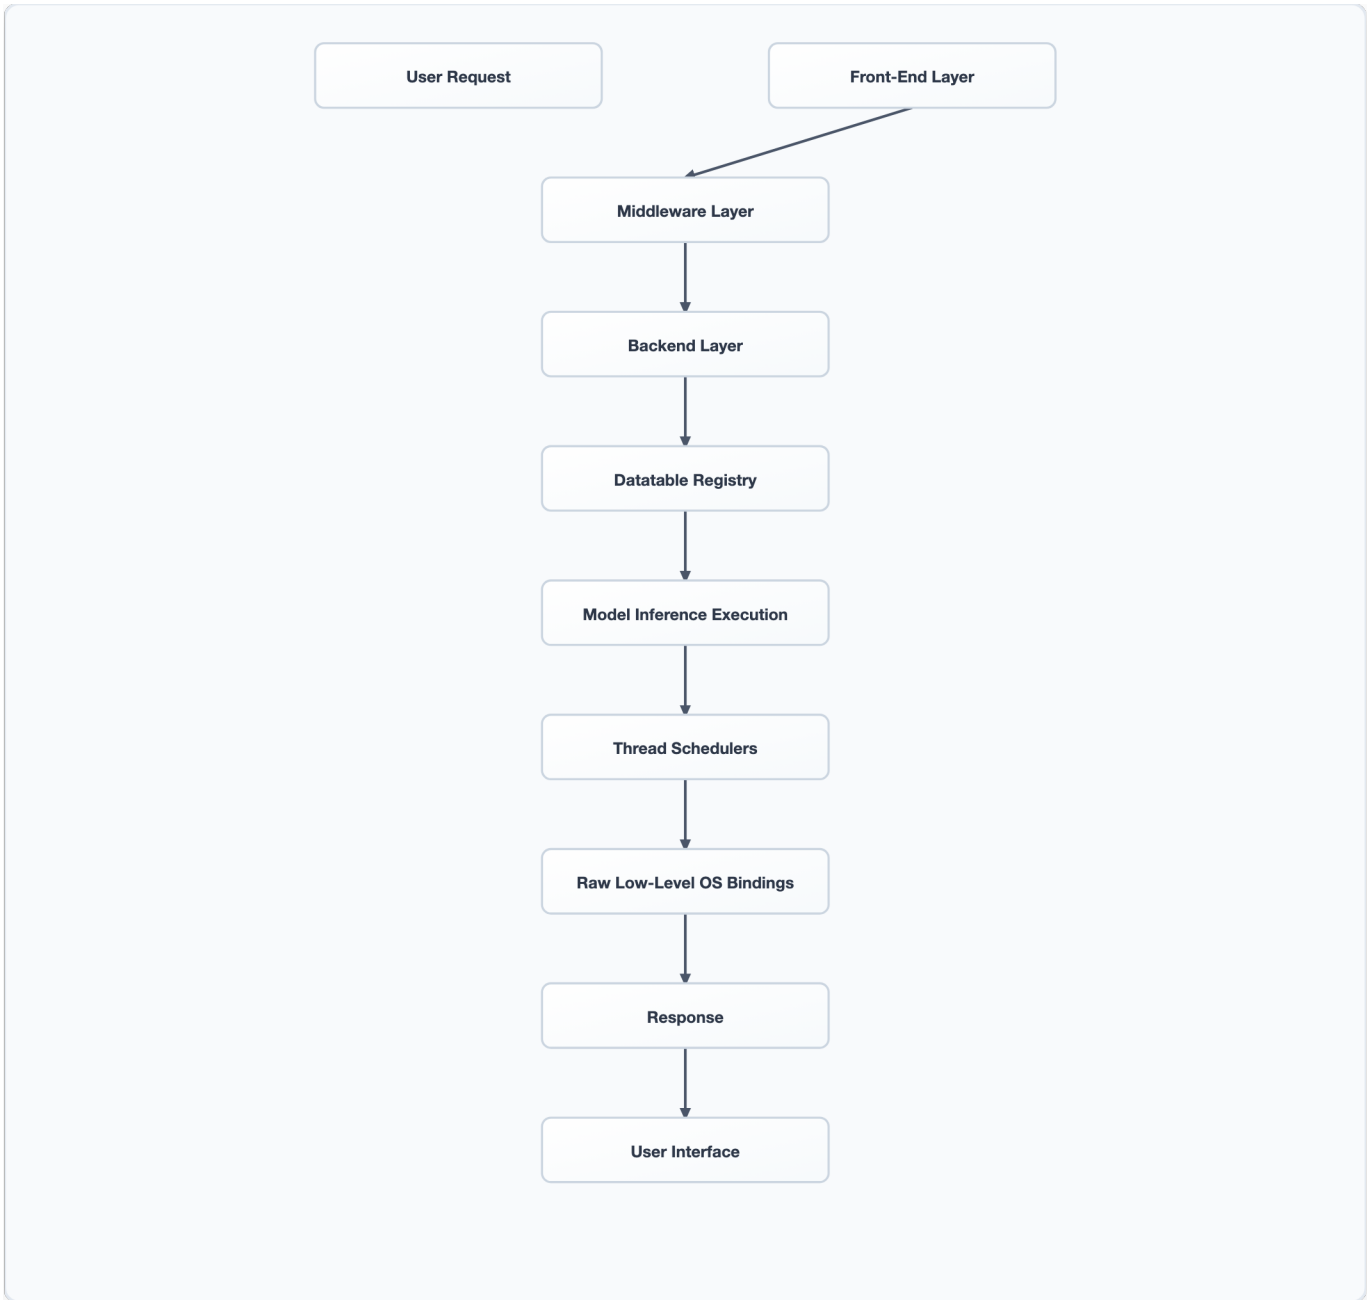 User Request
Front-End Layer
Middleware Layer
Backend Layer
Datatable Registry
Model Inference Execution
Thread Schedulers
Raw Low-Level OS Bindings
Response
User Interface